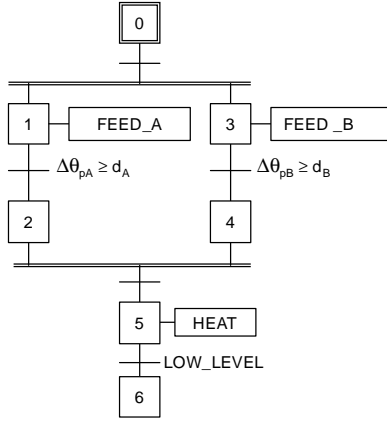 0
1 FEED_A 3 FEED _B
Δθ_pA ≥ d_A Δθ_pB ≥ d_B
2 4
5 HEAT
LOW_LEVEL
6